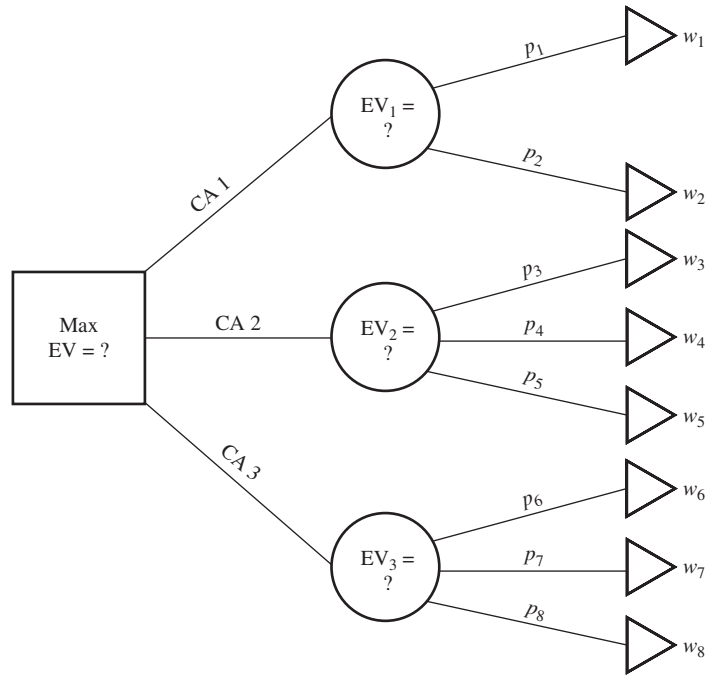 p₁
w₁
EV₁ =
?
p₂
w₂
CA 1
p₃
w₃
Max
EV = ?
CA 2
EV₂ =
?
p₄
w₄
p₅
w₅
CA 3
p₆
w₆
EV₃ =
?
p₇
w₇
p₈
w₈